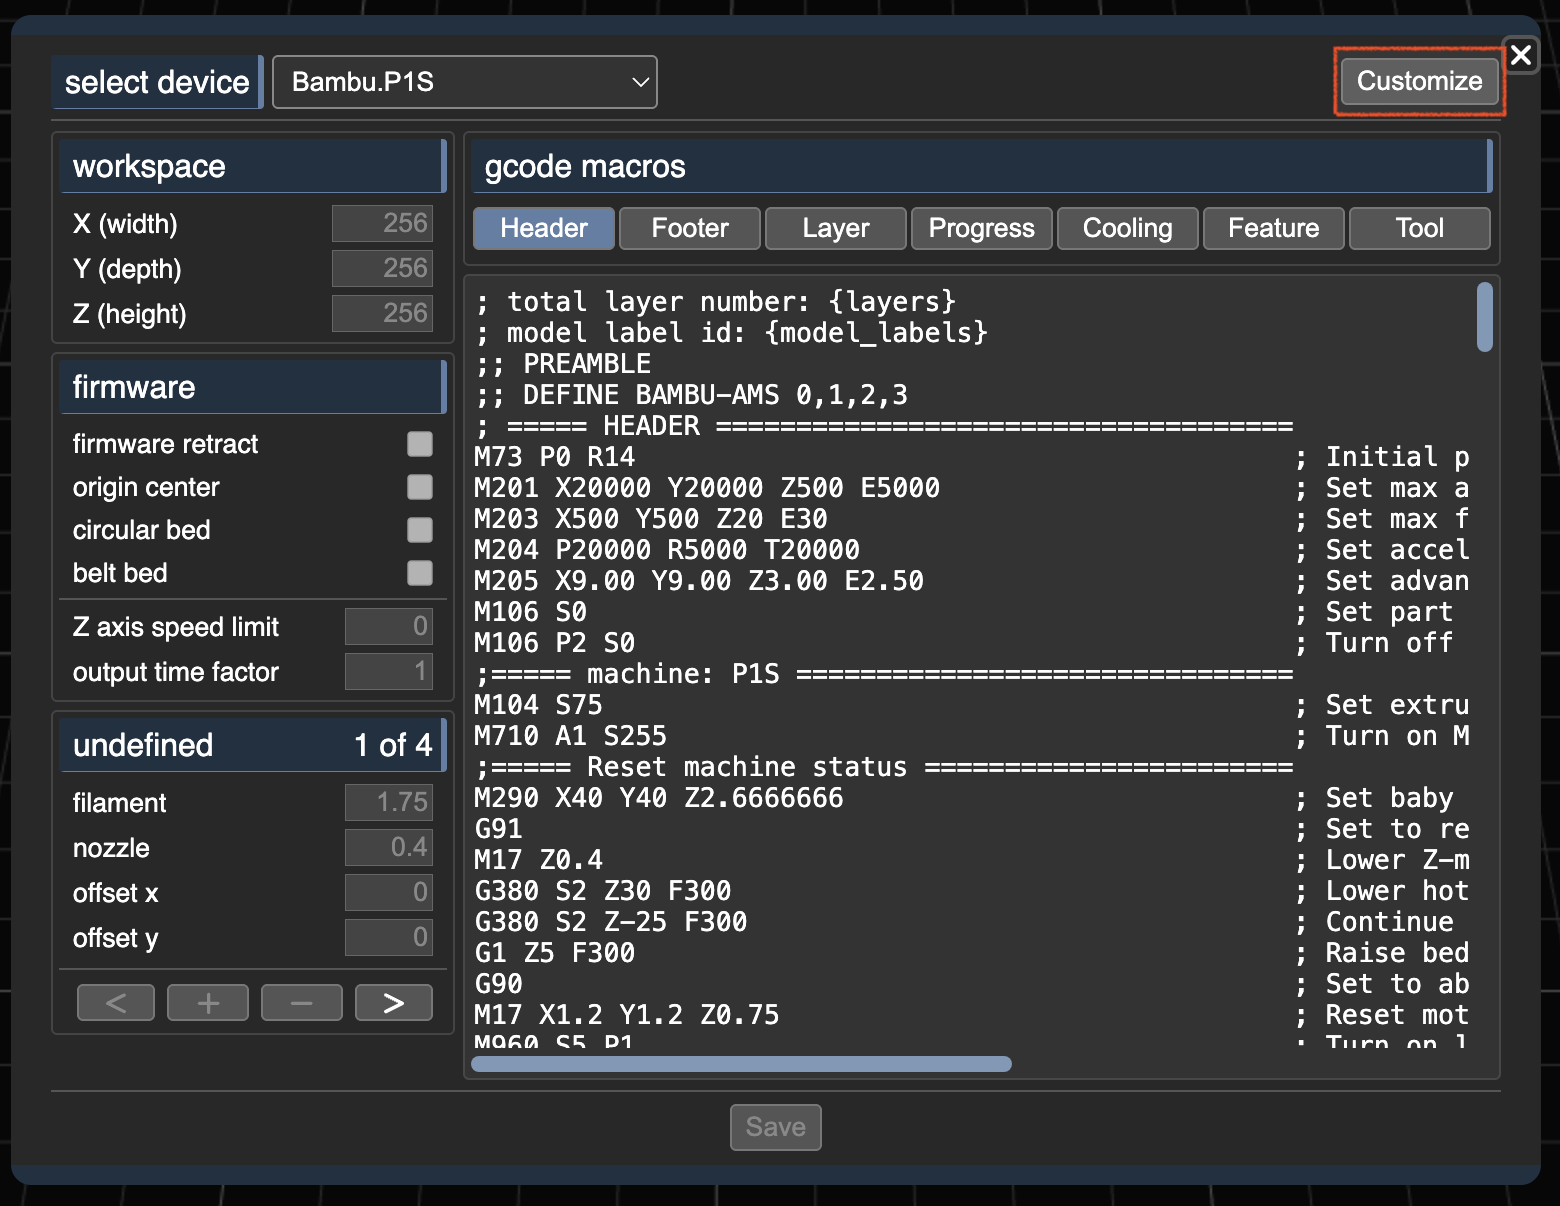 select device Bambu.P1S Customize
workspace
X (width) 256
Y (depth) 256
Z (height) 256
firmware
firmware retract
origin center
circular bed
belt bed
Z axis speed limit 0
output time factor 1
undefined 1 of 4
filament 1.75
nozzle 0.4
offset x 0
offset y 0
< + − >
gcode macros
Header Footer Layer Progress Cooling Feature Tool
; total layer number: {layers}
; model label id: {model_labels}
;; PREAMBLE
;; DEFINE BAMBU-AMS 0,1,2,3
; ===== HEADER ====================================
M73 P0 R14 ; Initial p
M201 X20000 Y20000 Z500 E5000 ; Set max a
M203 X500 Y500 Z20 E30 ; Set max f
M204 P20000 R5000 T20000 ; Set accel
M205 X9.00 Y9.00 Z3.00 E2.50 ; Set advan
M106 S0 ; Set part
M106 P2 S0 ; Turn off
;===== machine: P1S ===============================
M104 S75 ; Set extru
M710 A1 S255 ; Turn on M
;===== Reset machine status =======================
M290 X40 Y40 Z2.6666666 ; Set baby
G91 ; Set to re
M17 Z0.4 ; Lower Z-m
G380 S2 Z30 F300 ; Lower hot
G380 S2 Z-25 F300 ; Continue
G1 Z5 F300 ; Raise bed
G90 ; Set to ab
M17 X1.2 Y1.2 Z0.75 ; Reset mot
M960 S5 P1 ; Turn on l
Save